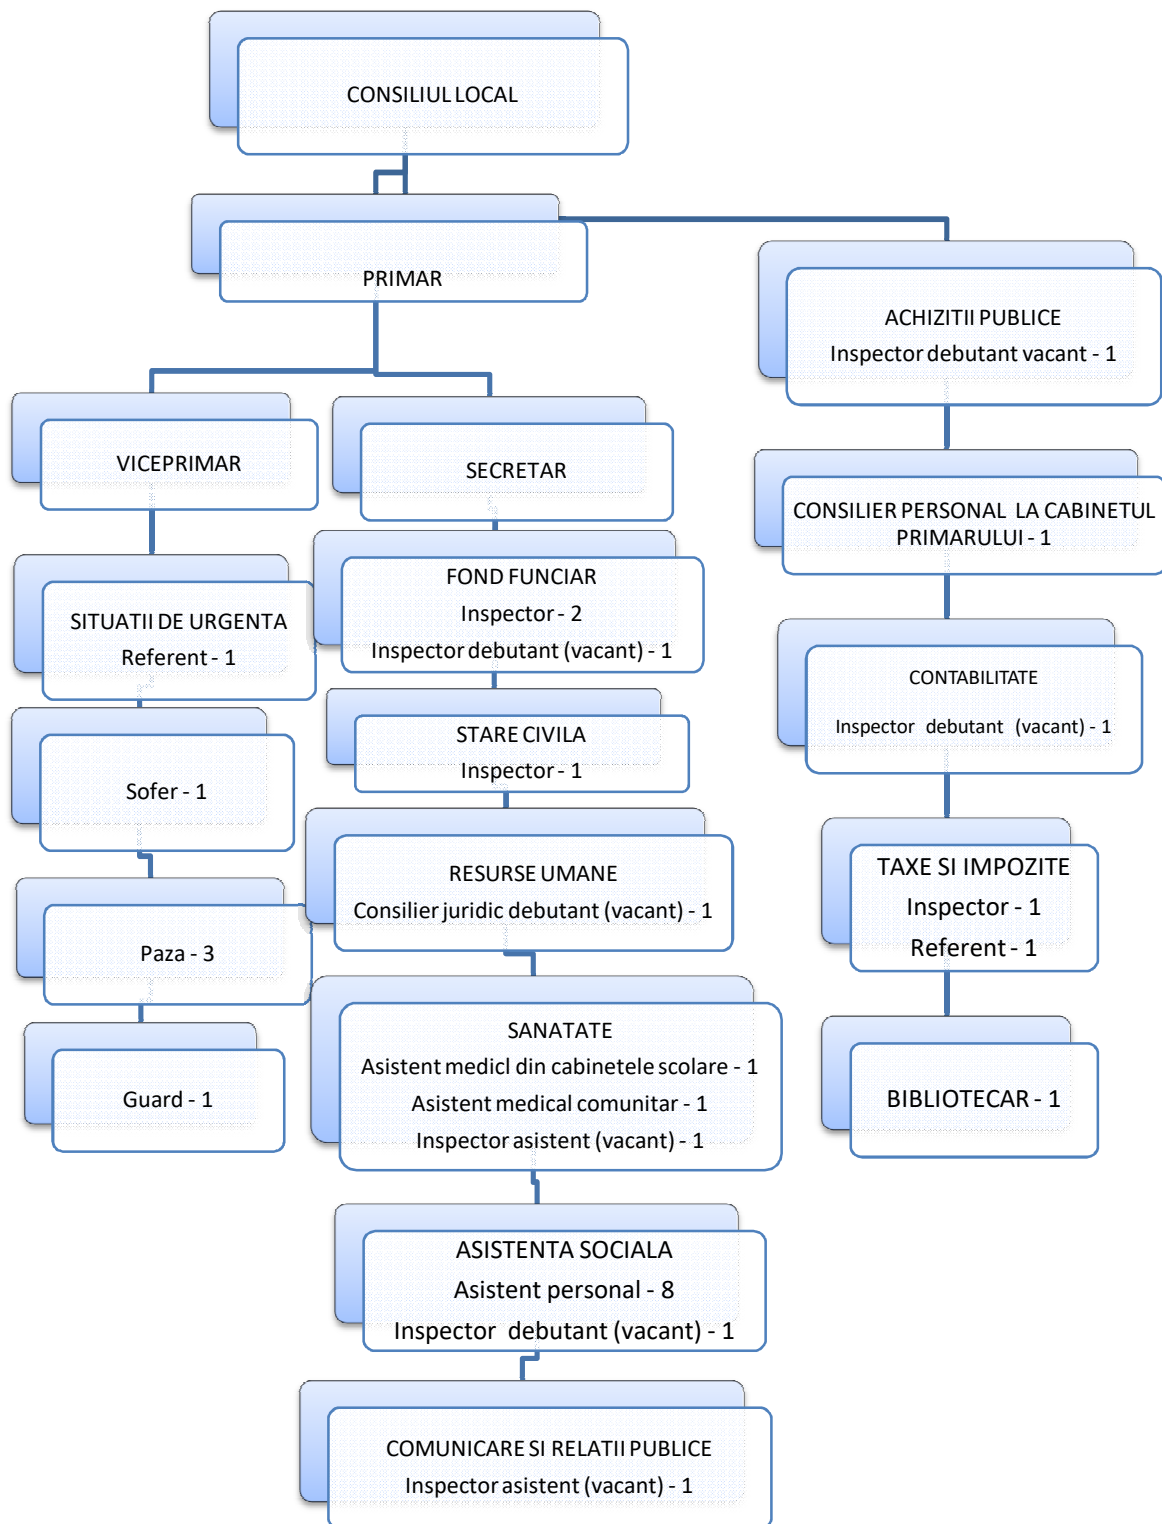 CONSILIUL LOCAL
PRIMAR
VICEPRIMAR
SITUATII DE URGENTA
Referent - 1
Sofer - 1
Paza - 3
Guard - 1
SECRETAR
FOND FUNCIAR
Inspector - 2
Inspector debutant (vacant) - 1
STARE CIVILA
Inspector - 1
RESURSE UMANE
Consilier juridic debutant (vacant) - 1
SANATATE
Asistent medicl din cabinetele scolare - 1
Asistent medical comunitar - 1
Inspector asistent (vacant) - 1
ASISTENTA SOCIALA
Asistent personal - 8
Inspector debutant (vacant) - 1
COMUNICARE SI RELATII PUBLICE
Inspector asistent (vacant) - 1
ACHIZITII PUBLICE
Inspector debutant vacant - 1
CONSILIER PERSONAL LA CABINETUL
PRIMARULUI - 1
CONTABILITATE
Inspector debutant (vacant) - 1
TAXE SI IMPOZITE
Inspector - 1
Referent - 1
BIBLIOTECAR - 1